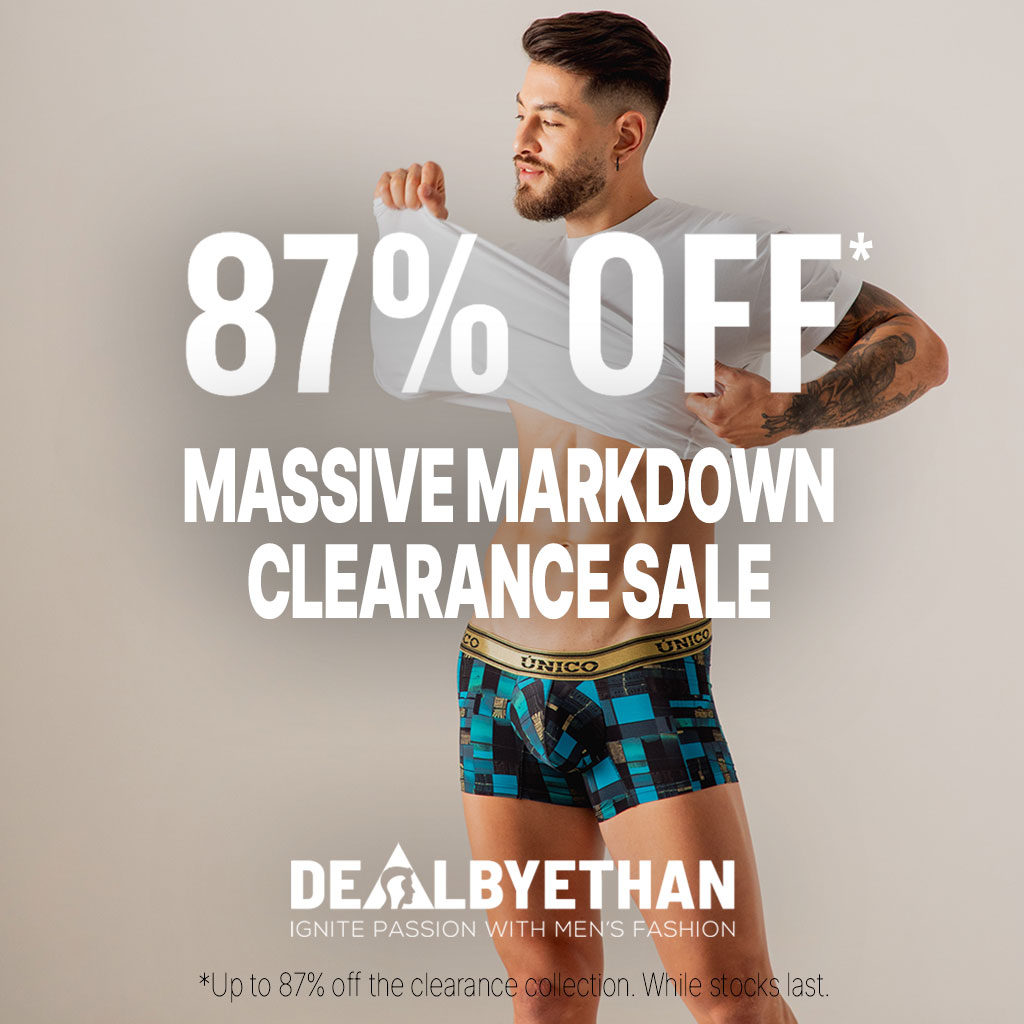 87% OFF*
MASSIVE MARKDOWN
CLEARANCE SALE
CO ÚNICO ÚNICO
DEALBYETHAN
IGNITE PASSION WITH MEN'S FASHION
*Up to 87% off the clearance collection. While stocks last.